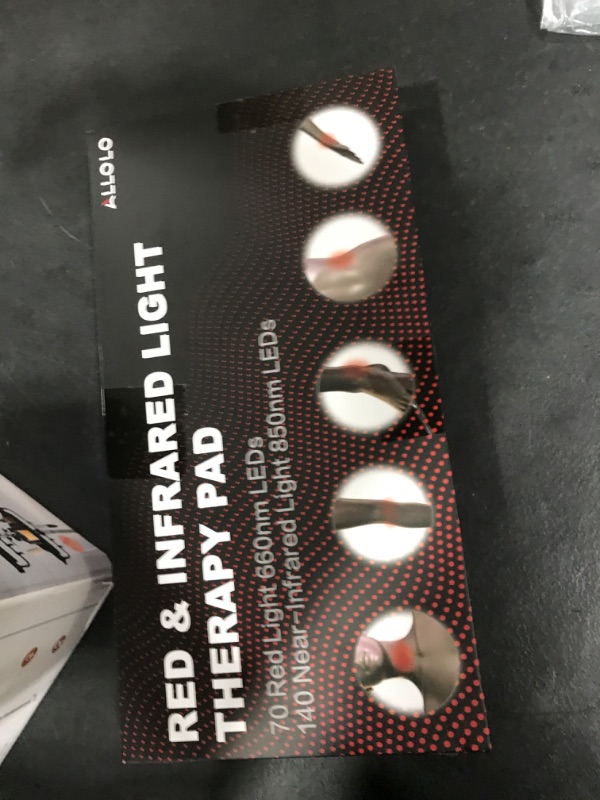 ALLOLO
RED & INFRARED LIGHT
THERAPY PAD
70 Red Light 660nm LEDs
140 Near-Infrared Light 850nm LEDs